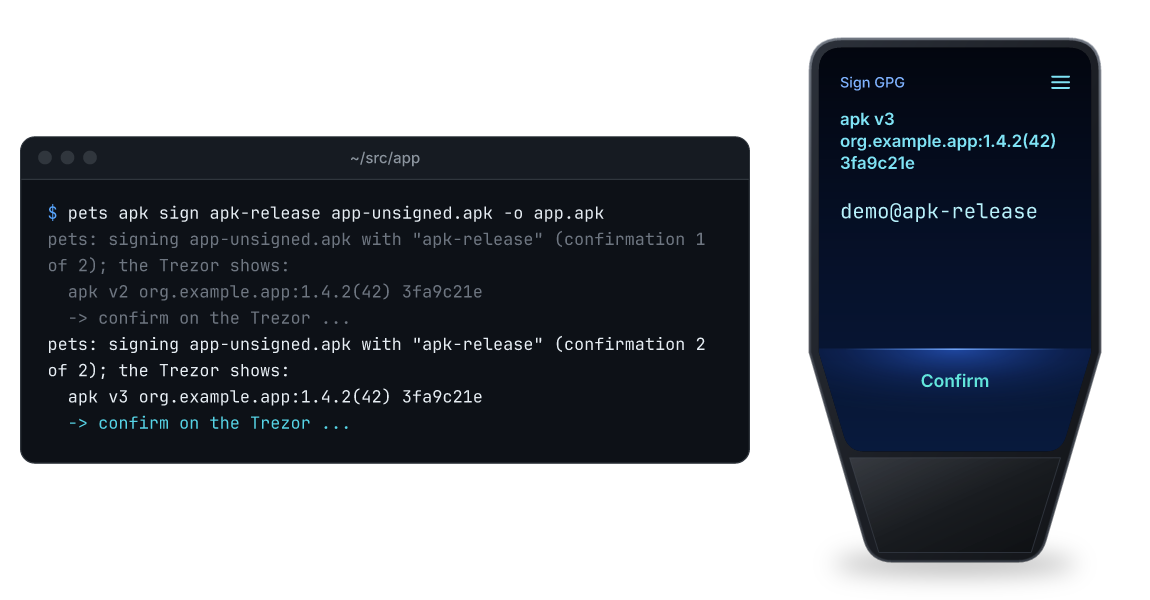 ~/src/app
$ pets apk sign apk-release app-unsigned.apk -o app.apk
pets: signing app-unsigned.apk with "apk-release" (confirmation 1
of 2); the Trezor shows:
  apk v2 org.example.app:1.4.2(42) 3fa9c21e
  -> confirm on the Trezor ...
pets: signing app-unsigned.apk with "apk-release" (confirmation 2
of 2); the Trezor shows:
  apk v3 org.example.app:1.4.2(42) 3fa9c21e
  -> confirm on the Trezor ...
Sign GPG
apk v3
org.example.app:1.4.2(42)
3fa9c21e
demo@apk-release
Confirm